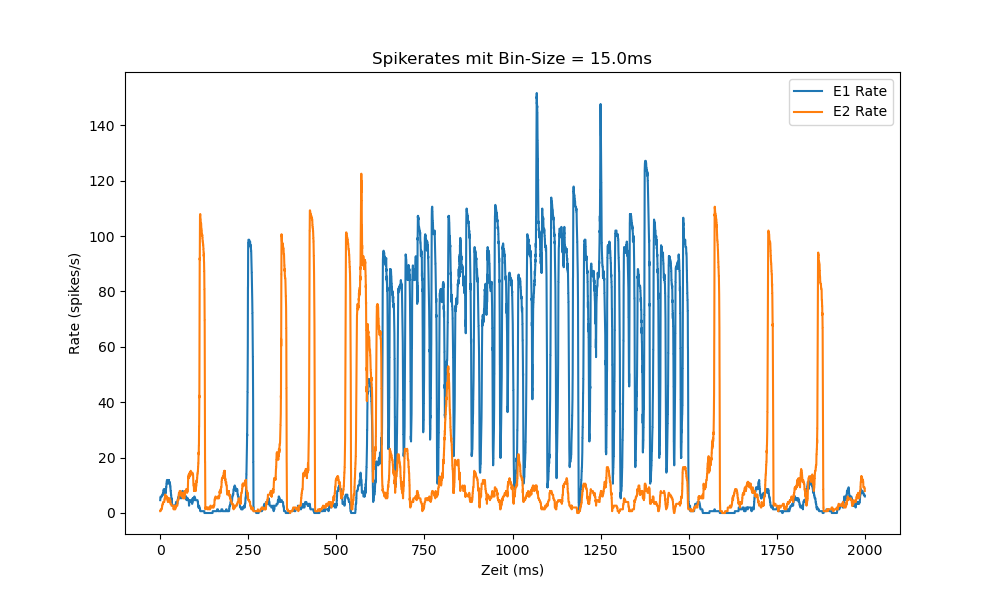 Spikerates mit Bin-Size = 15.0ms
E1 Rate
E2 Rate
Rate (spikes/s)
140
120
100
80
60
40
20
0
0 250 500 750 1000 1250 1500 1750 2000
Zeit (ms)